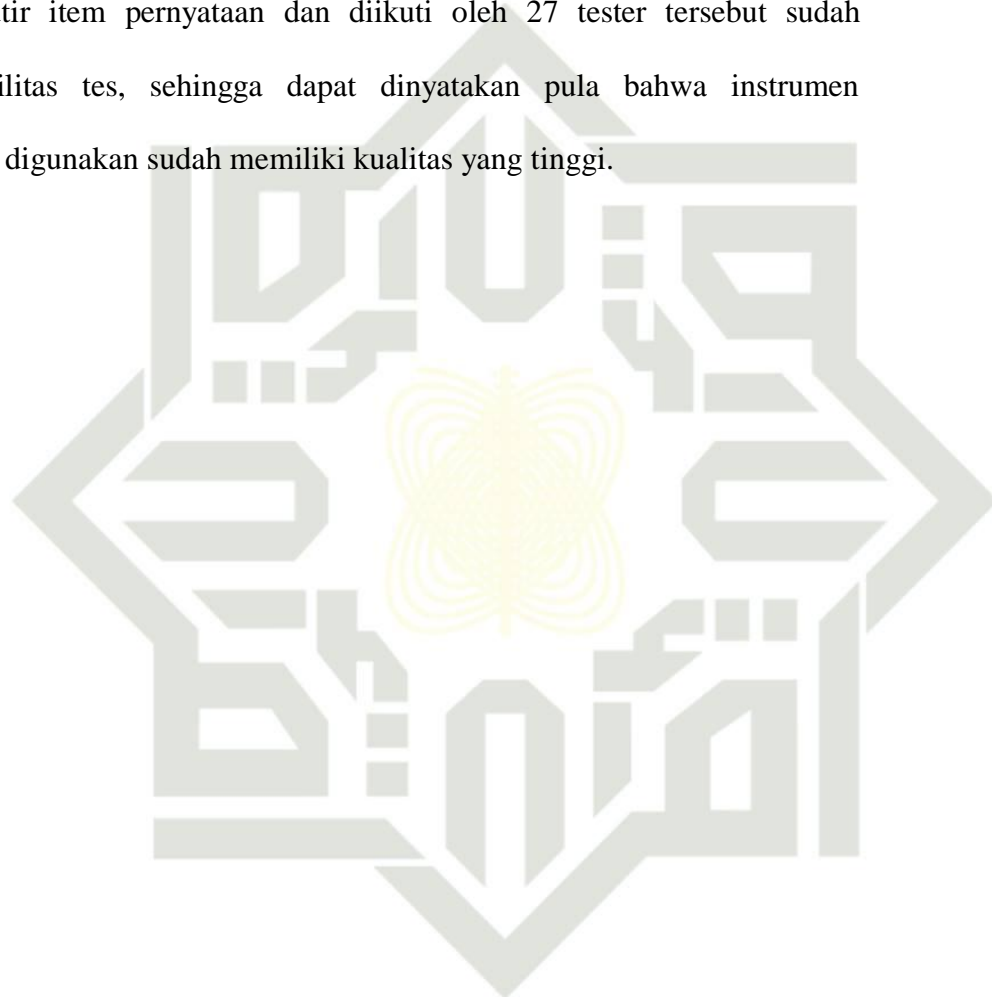 tir item pernyataan dan diikuti oleh 27 tester tersebut sudah
ilitas tes, sehingga dapat dinyatakan pula bahwa instrumen
digunakan sudah memiliki kualitas yang tinggi.